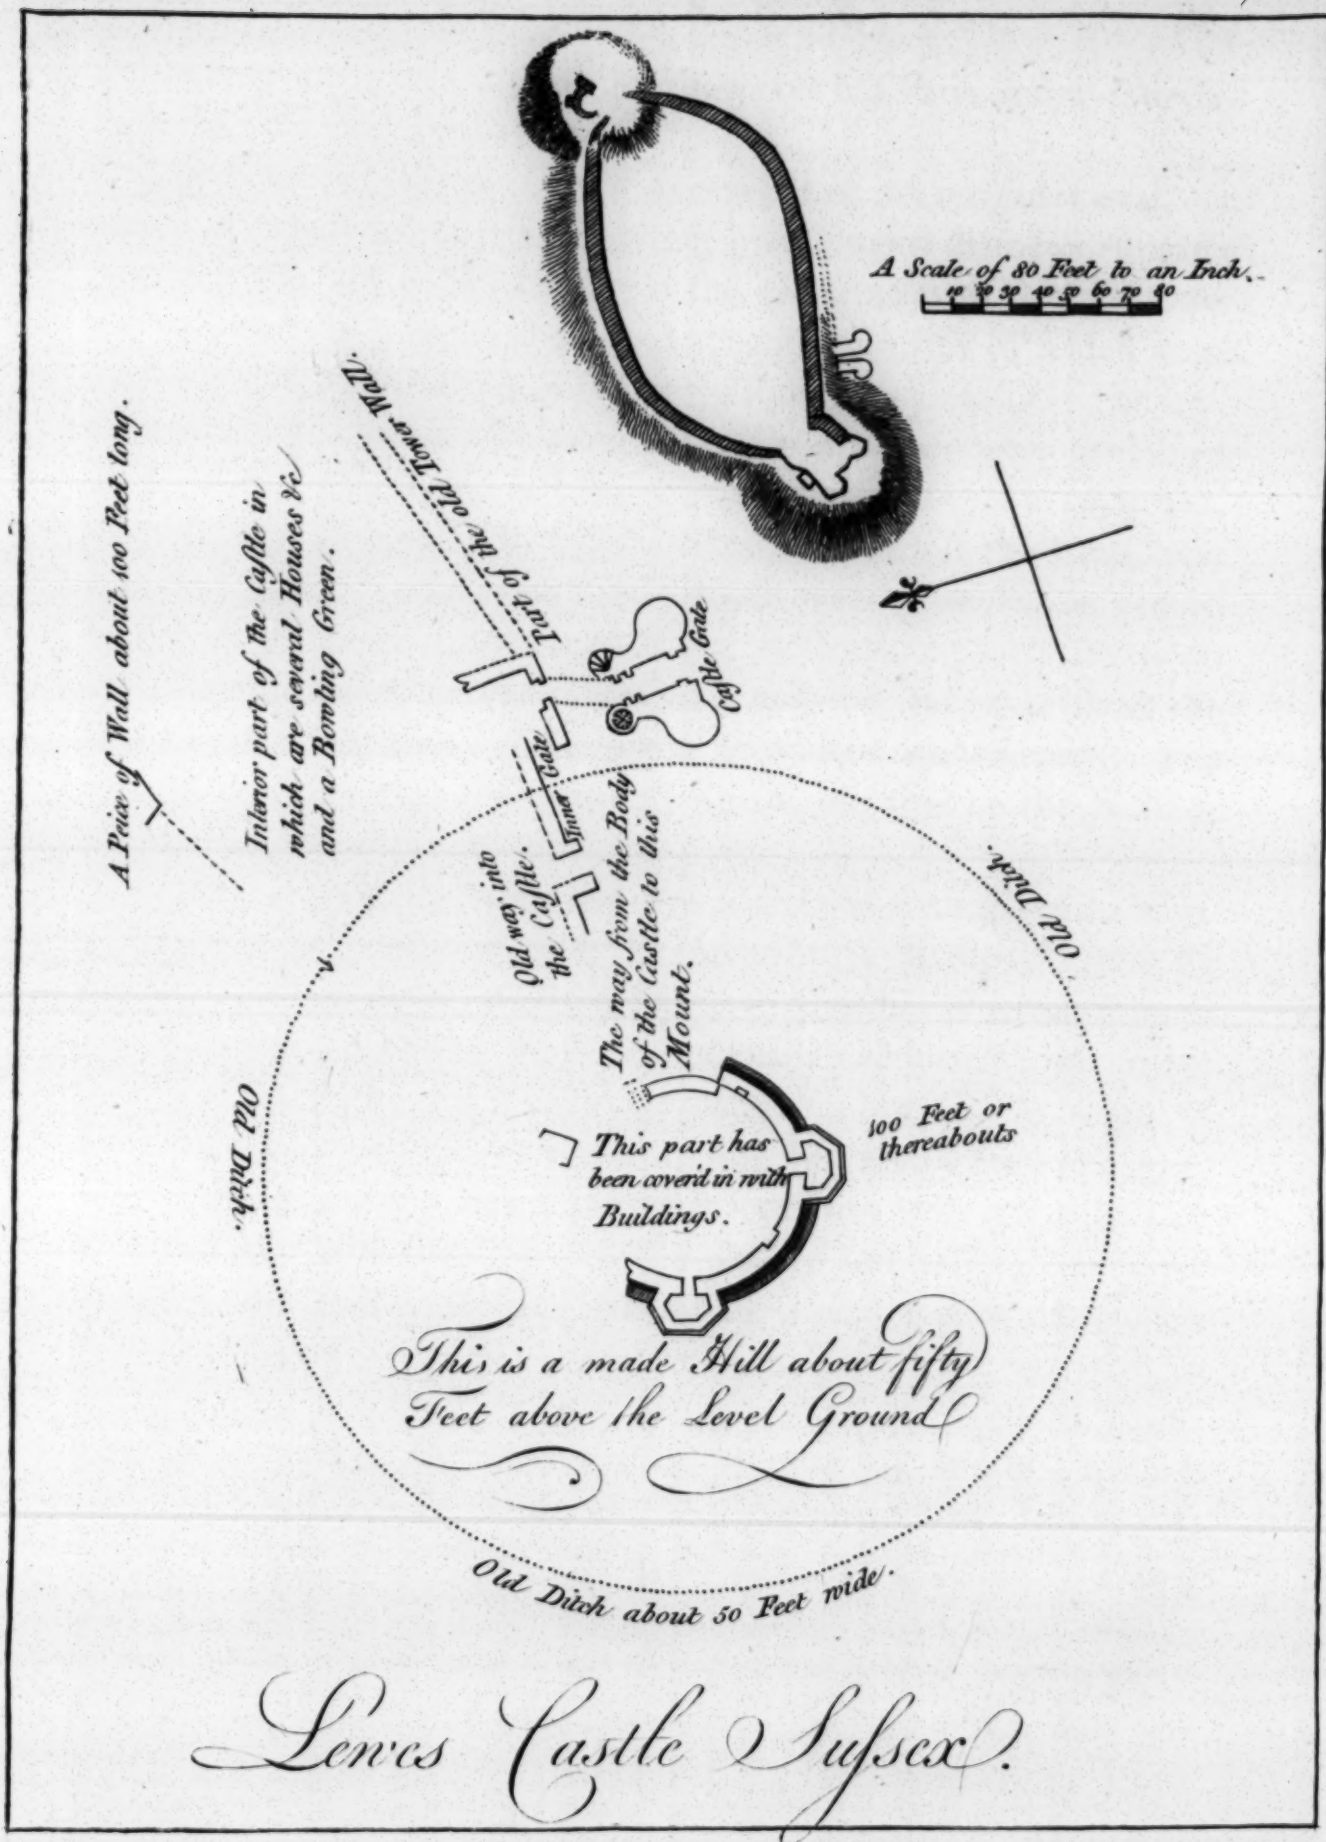 A Scale of 80 Feet to an Inch.
10 20 30 40 50 60 70 80
Part of the old Tower Wall.
A Peice of Wall about 100 Feet long.
Interior part of the Caſtle in
which are several Houses &c
and a Bowling Green.
Caſtle Gate
Inner Gate
Old way into
the Caſtle.
The way from the Body
of the Castle to this
Mount.
Old Ditch.
Old Ditch.
100 Feet or
thereabouts
This part has
been cover'd in with
Buildings.
This is a made Hill about fifty
Feet above the Level Ground
Old Ditch about 50 Feet wide.
Lewes Castle Suſsex.